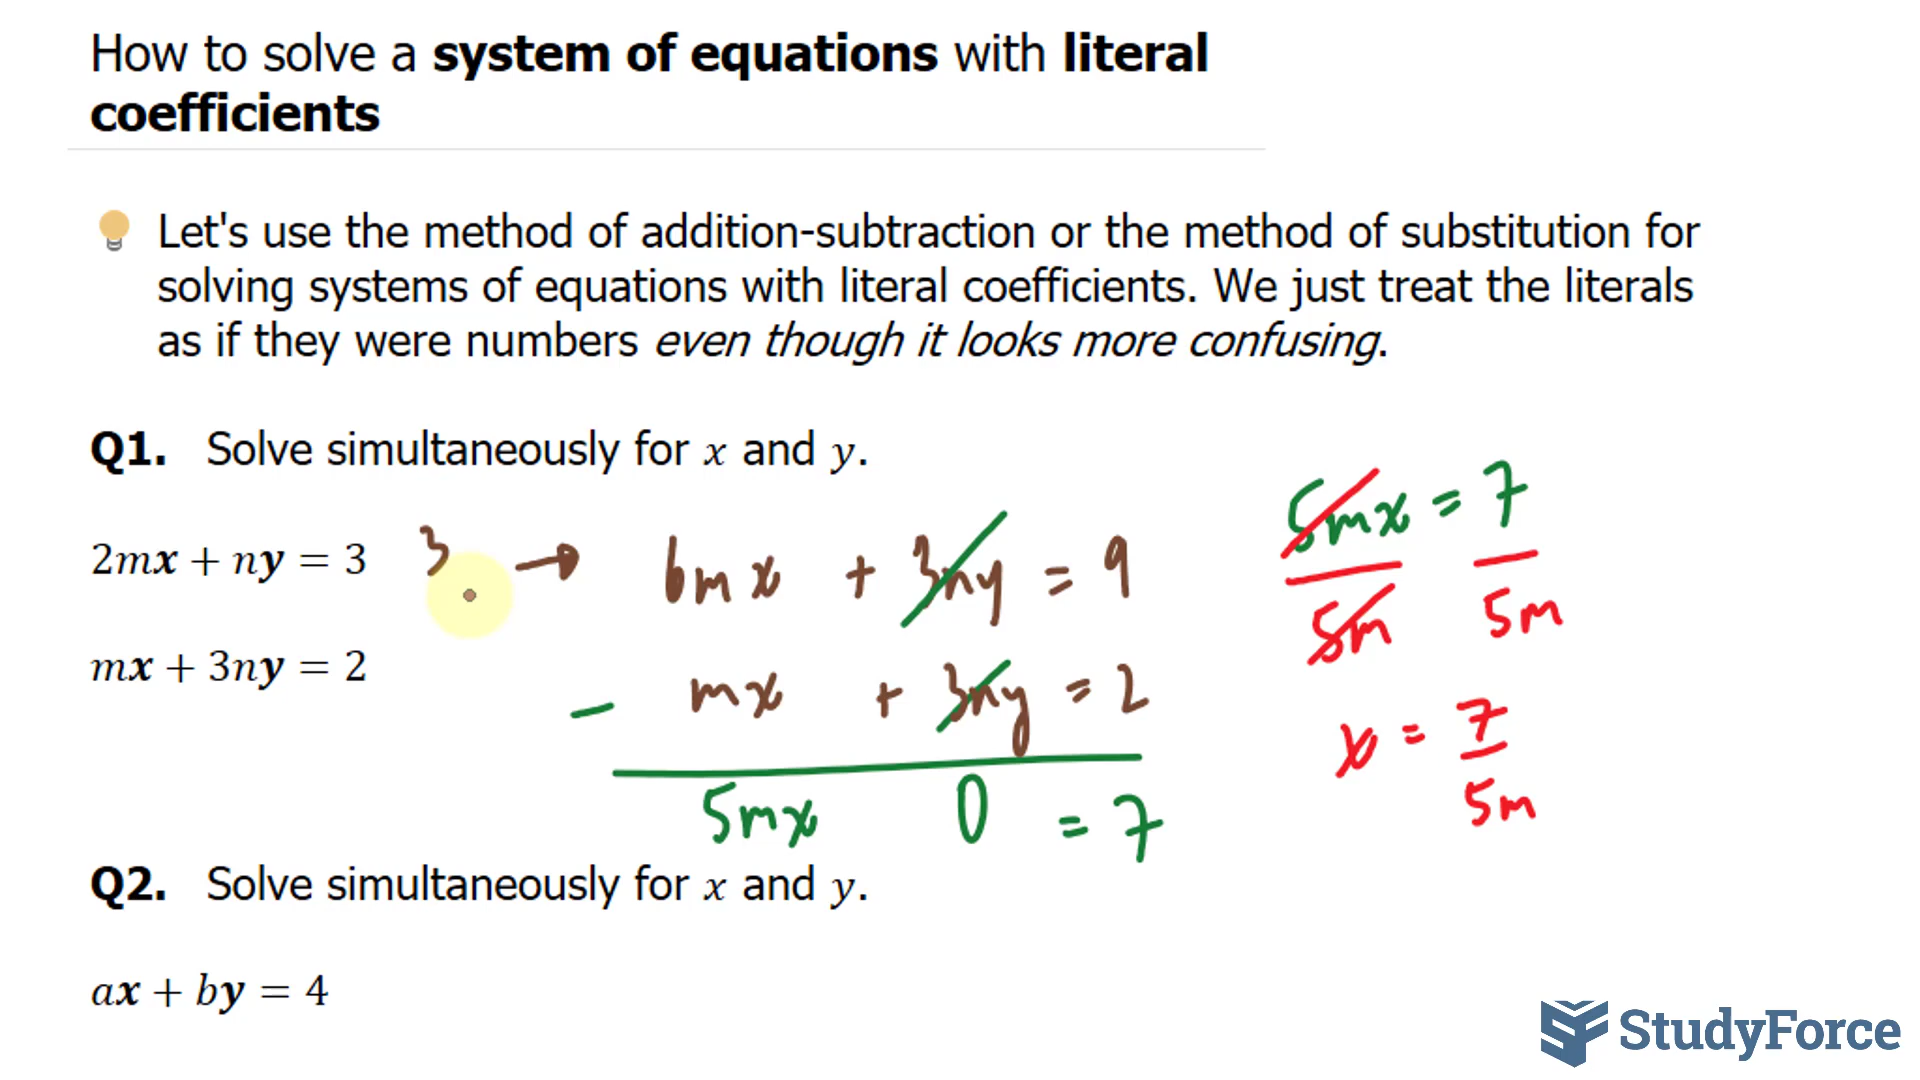 How to solve a system of equations with literal
coefficients
Let's use the method of addition-subtraction or the method of substitution for
solving systems of equations with literal coefficients. We just treat the literals
as if they were numbers even though it looks more confusing.
Q1. Solve simultaneously for x and y.
2mx + ny = 3
3 → 6mx + 3ny = 9
mx + 3ny = 2
− mx + 3ny = 2
5mx 0 = 7
5mx = 7
5m 5m
x = 7
5m
Q2. Solve simultaneously for x and y.
ax + by = 4
StudyForce